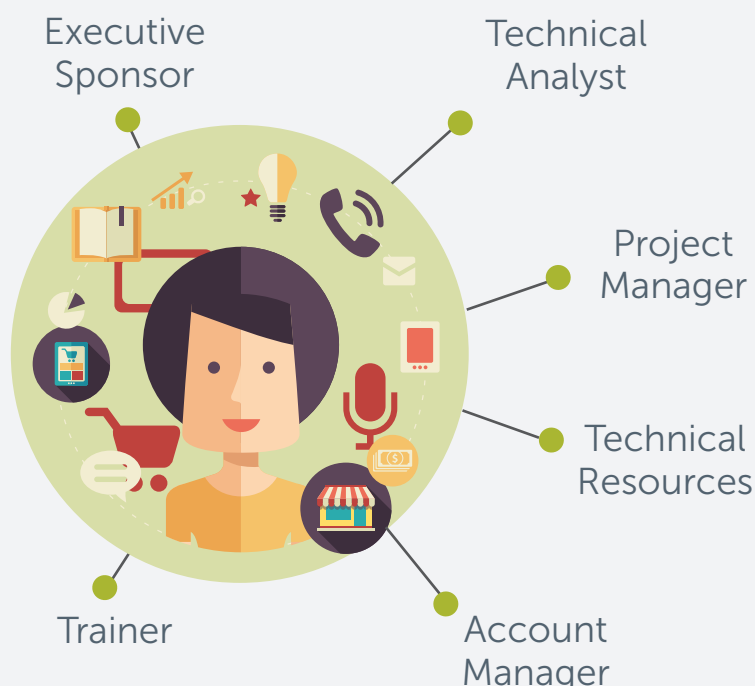 Executive
Sponsor
Technical
Analyst
Project
Manager
Technical
Resources
Account
Manager
Trainer